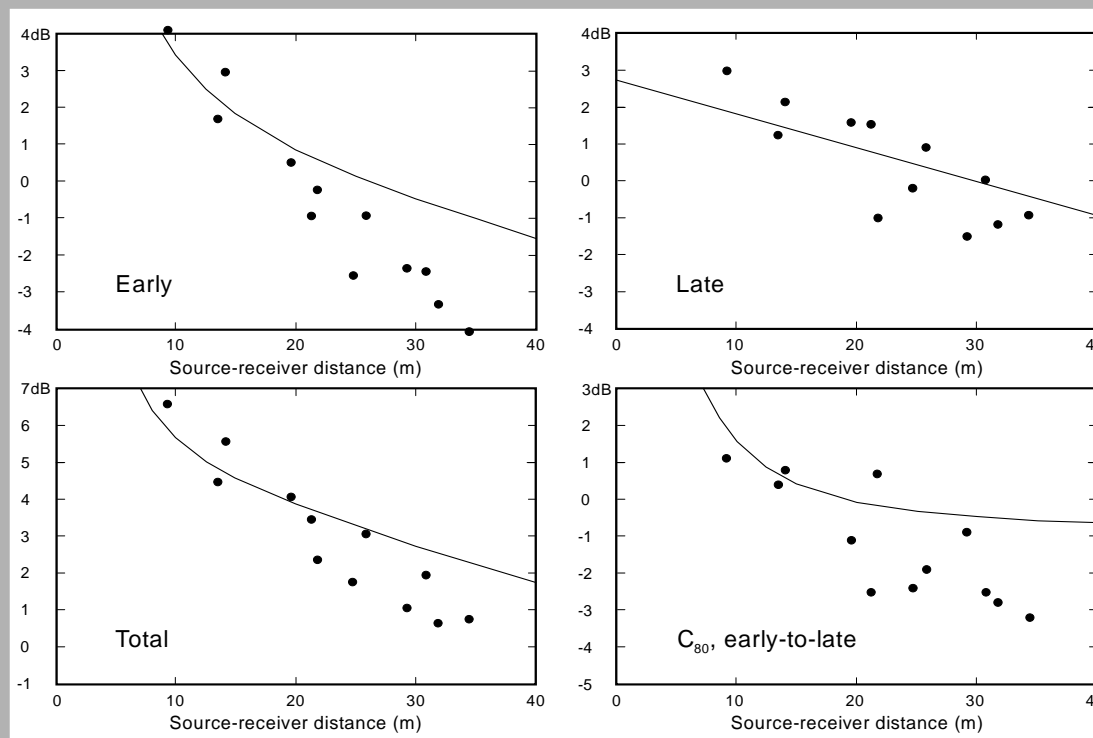 4dB
3
2
1
0
-1
-2
-3
-4
0 10 20 30 40
Early
Source-receiver distance (m)
4dB
3
2
1
0
-1
-2
-3
-4
0 10 20 30
Late
Source-receiver distance (m)
7dB
6
5
4
3
2
1
0
-1
0 10 20 30 40
Total
Source-receiver distance (m)
3dB
2
1
0
-1
-2
-3
-4
-5
0 10 20 30
C₈₀, early-to-late
Source-receiver distance (m)